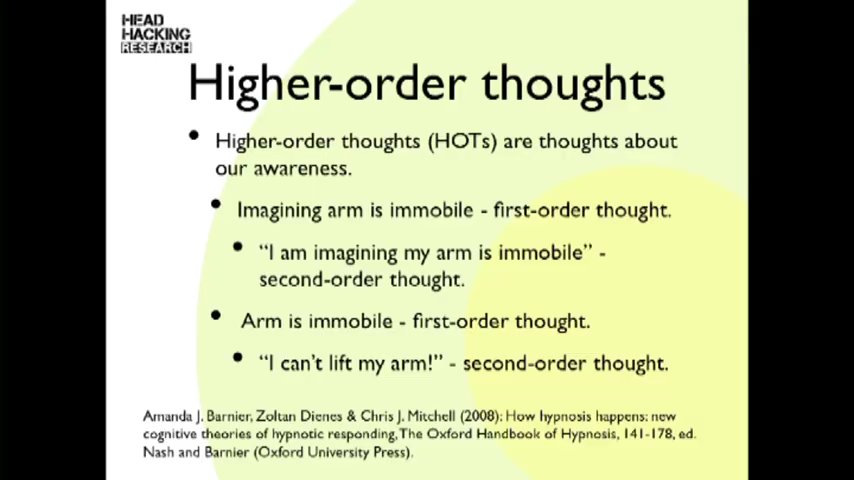 HEAD
HACKING
RESEARCH
Higher-order thoughts
• Higher-order thoughts (HOTs) are thoughts about
our awareness.
• Imagining arm is immobile - first-order thought.
• “I am imagining my arm is immobile” -
second-order thought.
• Arm is immobile - first-order thought.
• “I can’t lift my arm!” - second-order thought.
Amanda J. Barnier, Zoltan Dienes & Chris J. Mitchell (2008): How hypnosis happens: new
cognitive theories of hypnotic responding, The Oxford Handbook of Hypnosis, 141-178, ed.
Nash and Barnier (Oxford University Press).